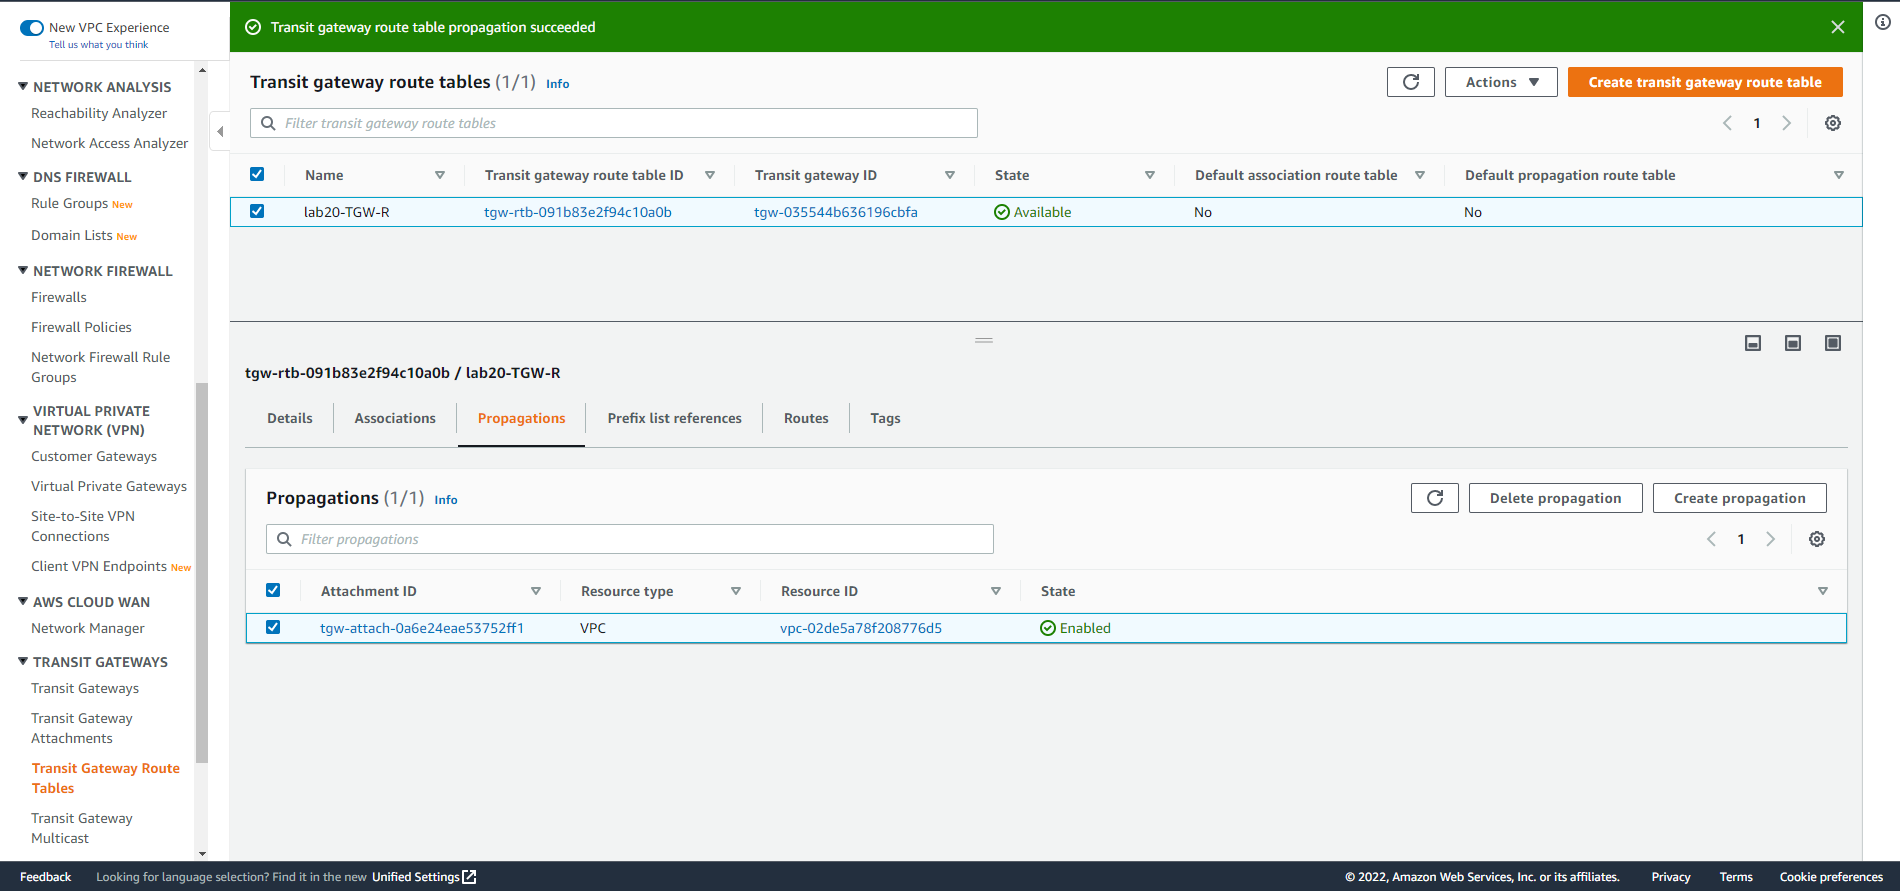 New VPC Experience
Tell us what you think
NETWORK ANALYSIS
Reachability Analyzer
Network Access Analyzer
DNS FIREWALL
Rule Groups New
Domain Lists New
NETWORK FIREWALL
Firewalls
Firewall Policies
Network Firewall Rule
Groups
VIRTUAL PRIVATE
NETWORK (VPN)
Customer Gateways
Virtual Private Gateways
Site-to-Site VPN
Connections
Client VPN Endpoints New
AWS CLOUD WAN
Network Manager
TRANSIT GATEWAYS
Transit Gateways
Transit Gateway
Attachments
Transit Gateway Route
Tables
Transit Gateway
Multicast
Transit gateway route table propagation succeeded
Transit gateway route tables (1/1) Info
Actions
Create transit gateway route table
Filter transit gateway route tables
1
Name Transit gateway route table ID Transit gateway ID State Default association route table Default propagation route table
lab20-TGW-R tgw-rtb-091b83e2f94c10a0b tgw-035544b636196cbfa Available No No
tgw-rtb-091b83e2f94c10a0b / lab20-TGW-R
Details Associations Propagations Prefix list references Routes Tags
Propagations (1/1) Info
Delete propagation
Create propagation
Filter propagations
1
Attachment ID Resource type Resource ID State
tgw-attach-0a6e24eae53752ff1 VPC vpc-02de5a78f208776d5 Enabled
Feedback Looking for language selection? Find it in the new Unified Settings © 2022, Amazon Web Services, Inc. or its affiliates. Privacy Terms Cookie preferences